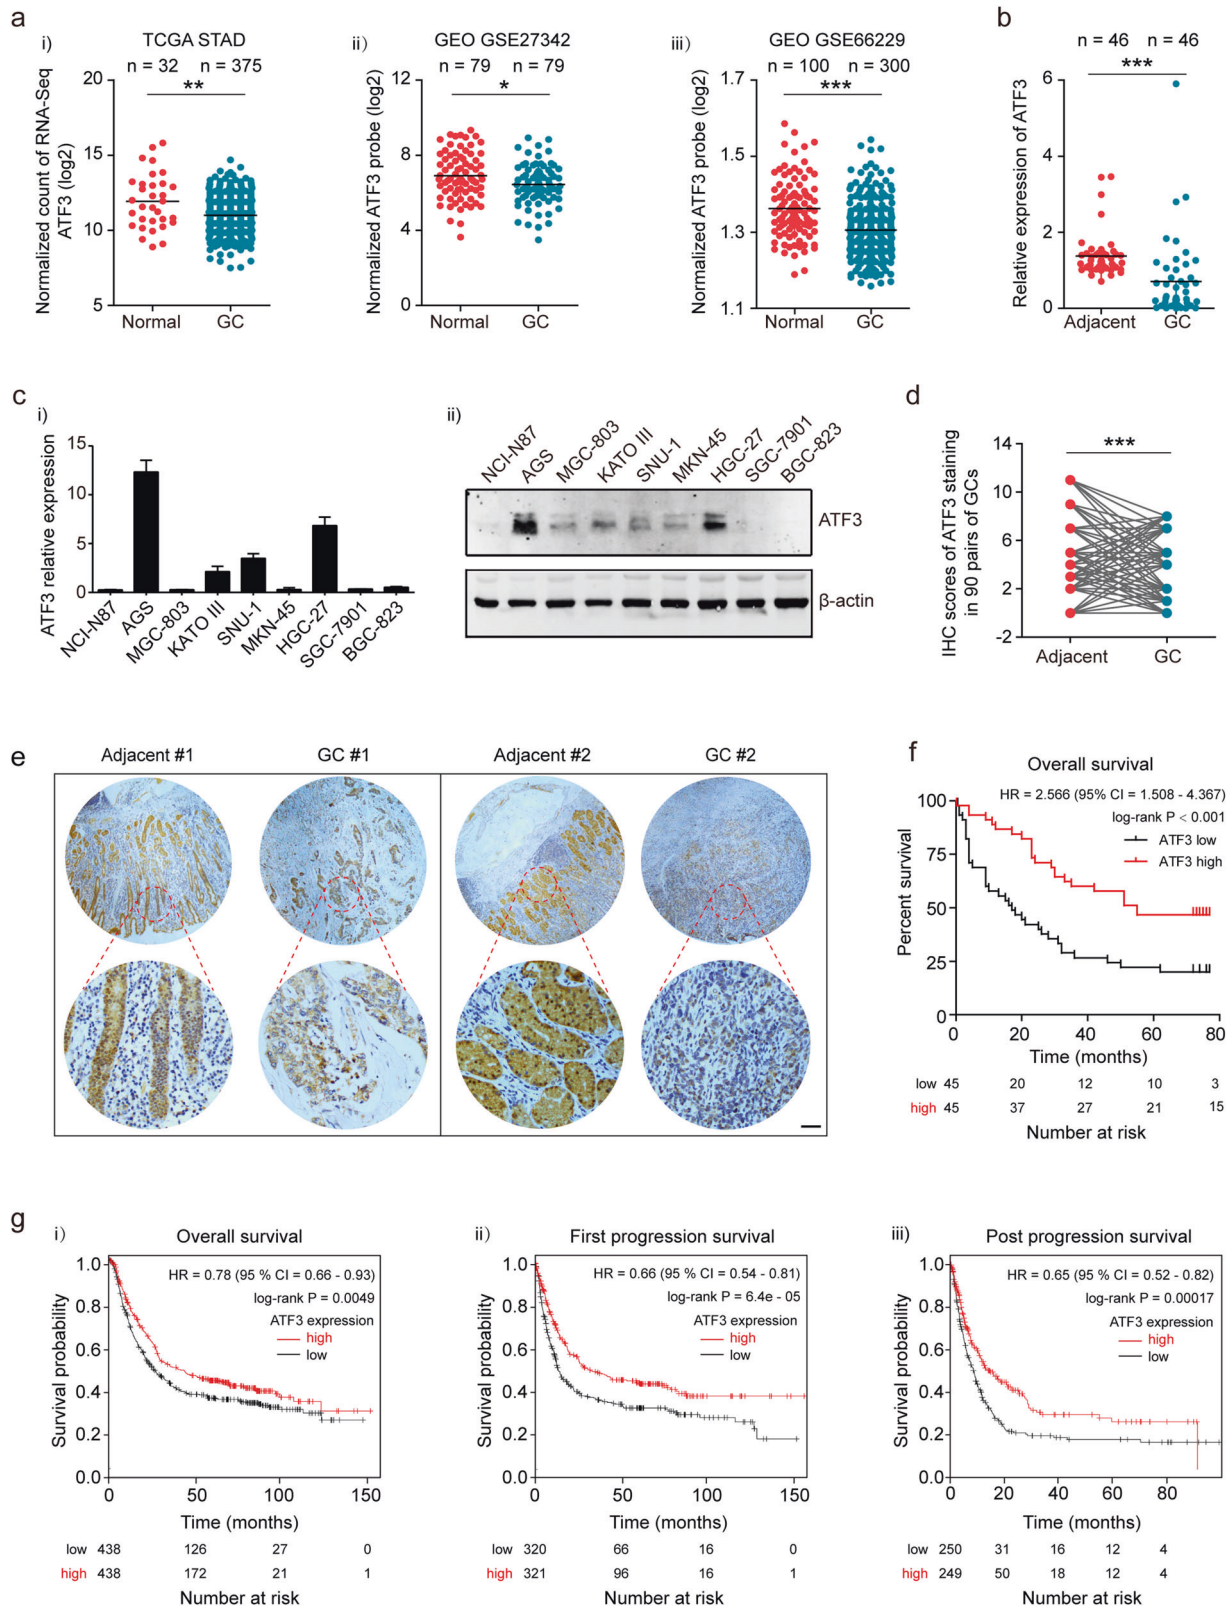 a
i)
TCGA STAD
n = 32 n = 375
**
Normalized count of RNA-Seq
ATF3 (log2)
20
15
10
5
Normal GC
ii)
GEO GSE27342
n = 79 n = 79
*
Normalized ATF3 probe (log2)
12
8
4
0
Normal GC
iii)
GEO GSE66229
n = 100 n = 300
***
Normalized ATF3 probe (log2)
1.7
1.5
1.3
1.1
Normal GC
b
n = 46 n = 46
***
Relative expression of ATF3
6
4
2
0
Adjacent GC
c
i)
ATF3 relative expression
15
10
5
0
NCI-N87
AGS
MGC-803
KATO III
SNU-1
MKN-45
HGC-27
SGC-7901
BGC-823
ii)
NCI-N87
AGS
MGC-803
KATO III
SNU-1
MKN-45
HGC-27
SGC-7901
BGC-823
ATF3
β-actin
d
***
IHC scores of ATF3 staining
in 90 pairs of GCs
14
10
6
2
-2
Adjacent GC
e
Adjacent #1 GC #1 Adjacent #2 GC #2
f
Overall survival
HR = 2.566 (95% CI = 1.508 - 4.367)
log-rank P < 0.001
ATF3 low
ATF3 high
Percent survival
100
75
50
25
0
0 20 40 60 80
Time (months)
low 45 20 12 10 3
high 45 37 27 21 15
Number at risk
g
i)
Overall survival
HR = 0.78 (95 % CI = 0.66 - 0.93)
log-rank P = 0.0049
ATF3 expression
high
low
Survival probability
1.0
0.8
0.6
0.4
0.2
0.0
0 50 100 150
Time (months)
low 438 126 27 0
high 438 172 21 1
Number at risk
ii)
First progression survival
HR = 0.66 (95 % CI = 0.54 - 0.81)
log-rank P = 6.4e - 05
ATF3 expression
high
low
Survival probability
1.0
0.8
0.6
0.4
0.2
0.0
0 50 100 150
Time (months)
low 320 66 16 0
high 321 96 16 1
Number at risk
iii)
Post progression survival
HR = 0.65 (95 % CI = 0.52 - 0.82)
log-rank P = 0.00017
ATF3 expression
high
low
Survival probability
1.0
0.8
0.6
0.4
0.2
0.0
0 20 40 60 80
Time (months)
low 250 31 16 12 4
high 249 50 18 12 4
Number at risk